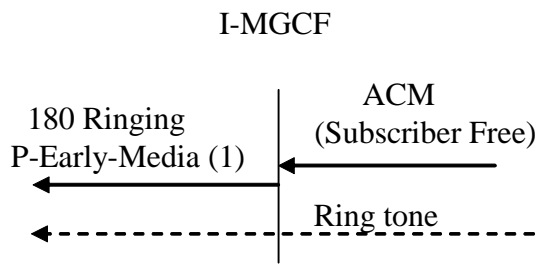 I-MGCF
ACM
180 Ringing
(Subscriber Free)
P-Early-Media (1)
Ring tone